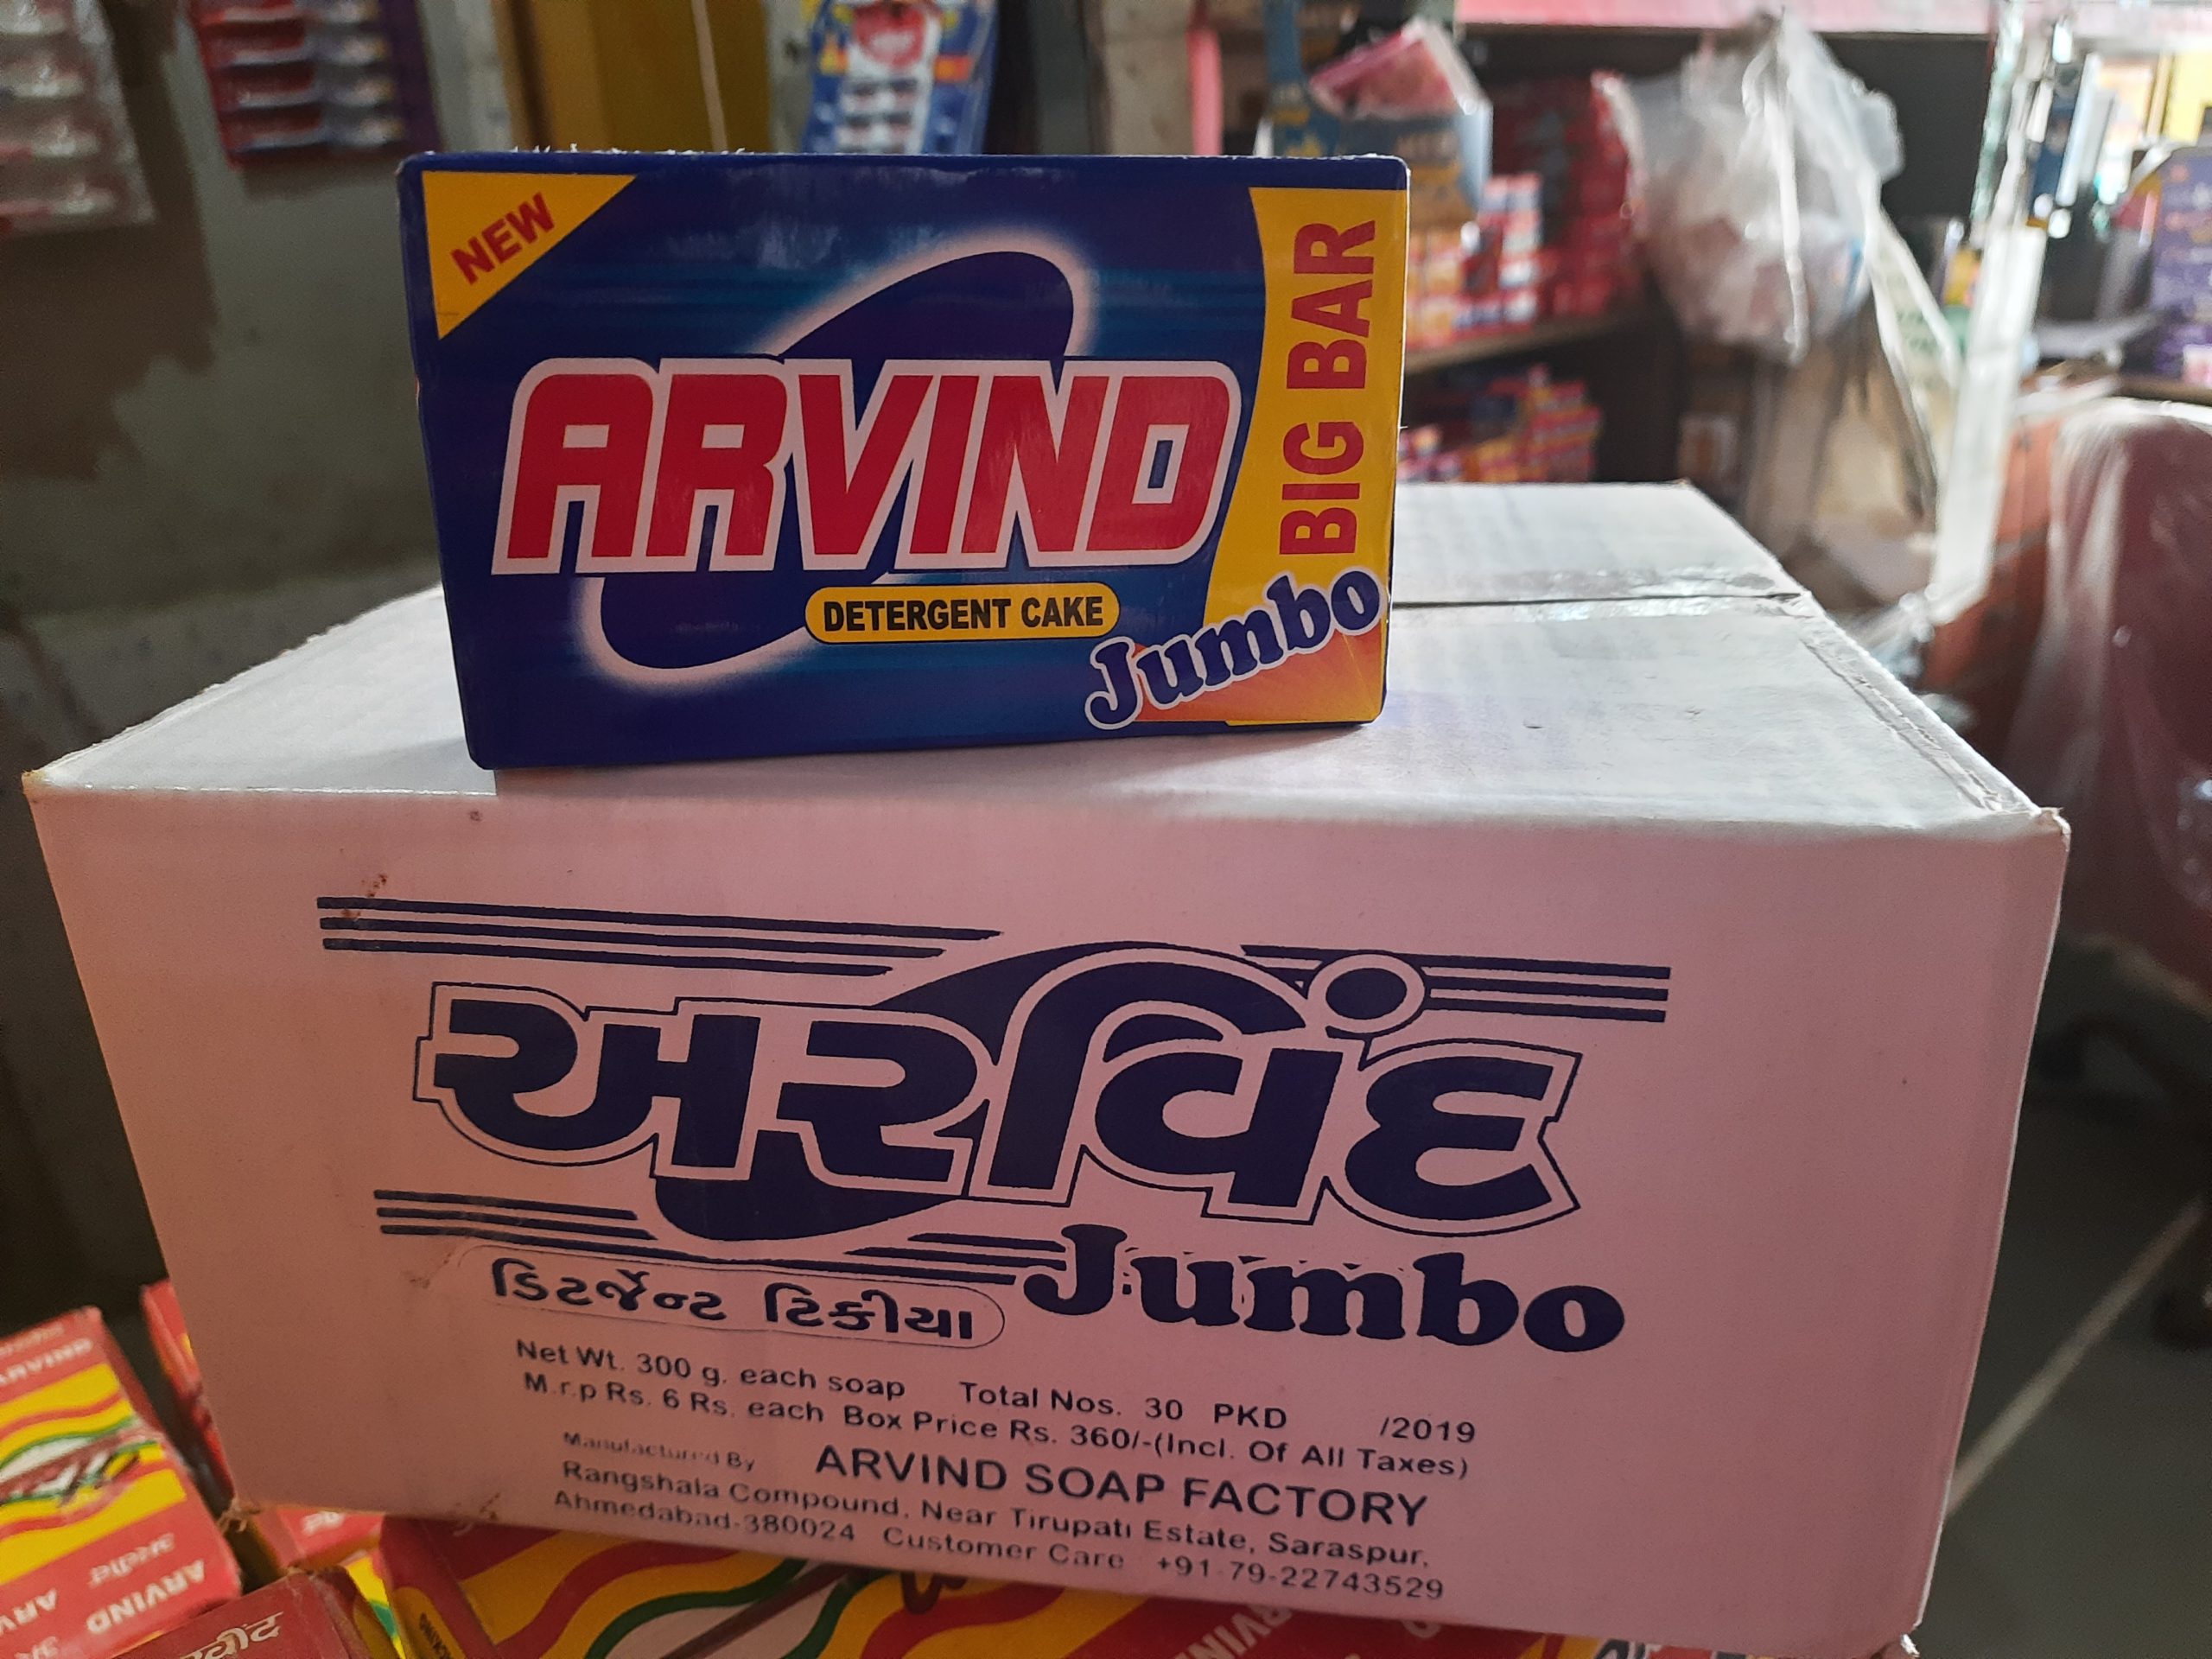 NEW
ARVIND
BIG BAR
DETERGENT CAKE
Jumbo
અરવિંદ
Jumbo
ડિટર્જેન્ટ ટિકીયા
Net Wt. 300 g. each soap Total Nos. 30 PKD /2019
M.r.p Rs. 6 Rs. each Box Price Rs. 360/-(Incl. Of All Taxes)
Manufactured By ARVIND SOAP FACTORY
Rangshala Compound, Near Tirupati Estate, Saraspur,
Ahmedabad-380024 Customer Care +91-79-22743529
ARVIND
ARVIND